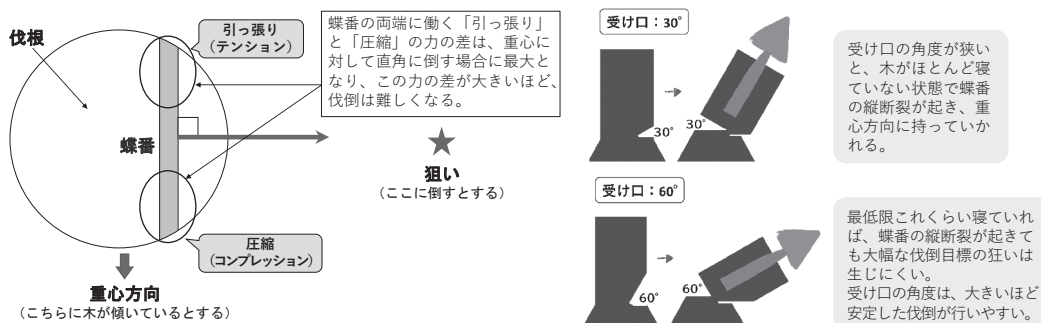 伐根
引っ張り
（テンション）
蝶番の両端に働く「引っ張り」
と「圧縮」の力の差は、重心に
対して直角に倒す場合に最大と
なり、この力の差が大きいほど、
伐倒は難しくなる。
蝶番
狙い
（ここに倒すとする）
圧縮
（コンプレッション）
重心方向
（こちらに木が傾いているとする）
受け口：30°
30°
30°
受け口の角度が狭い
と、木がほとんど寝
ていない状態で蝶番
の縦断裂が起き、重
心方向に持っていか
れる。
受け口：60°
60°
60°
最低限これくらい寝ていれ
ば、蝶番の縦断裂が起きて
も大幅な伐倒目標の狂いは
生じにくい。
受け口の角度は、大きいほど
安定した伐倒が行いやすい。